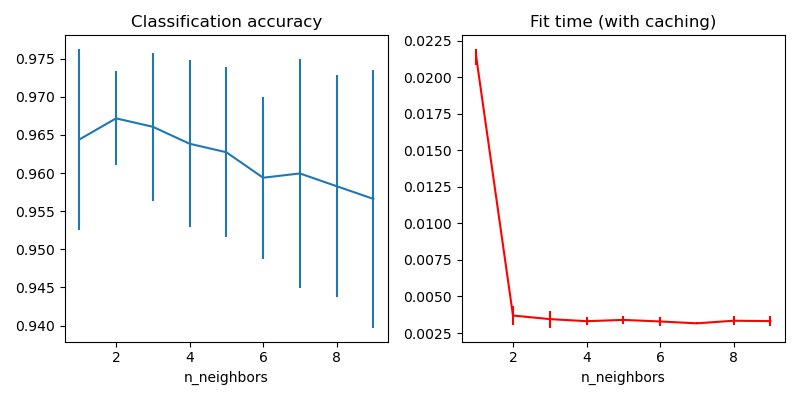 Classification accuracy
0.975
0.970
0.965
0.960
0.955
0.950
0.945
0.940
2 4 6 8
n_neighbors
Fit time (with caching)
0.0225
0.0200
0.0175
0.0150
0.0125
0.0100
0.0075
0.0050
0.0025
2 4 6 8
n_neighbors